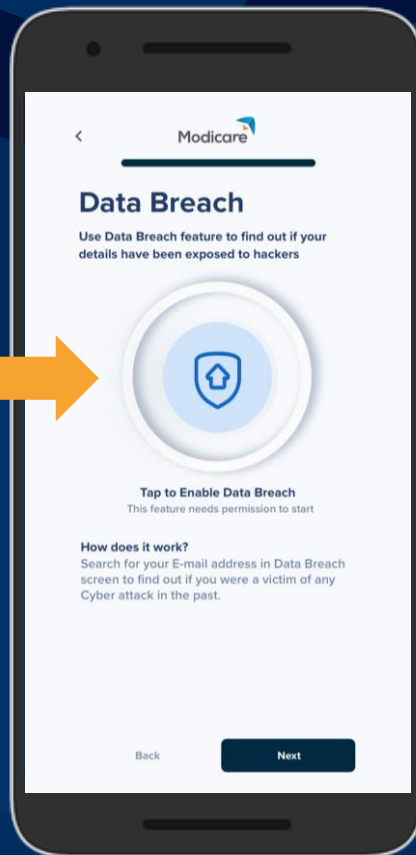 Modicare
Data Breach
Use Data Breach feature to find out if your
details have been exposed to hackers
Tap to Enable Data Breach
This feature needs permission to start
How does it work?
Search for your E-mail address in Data Breach
screen to find out if you were a victim of any
Cyber attack in the past.
Back
Next